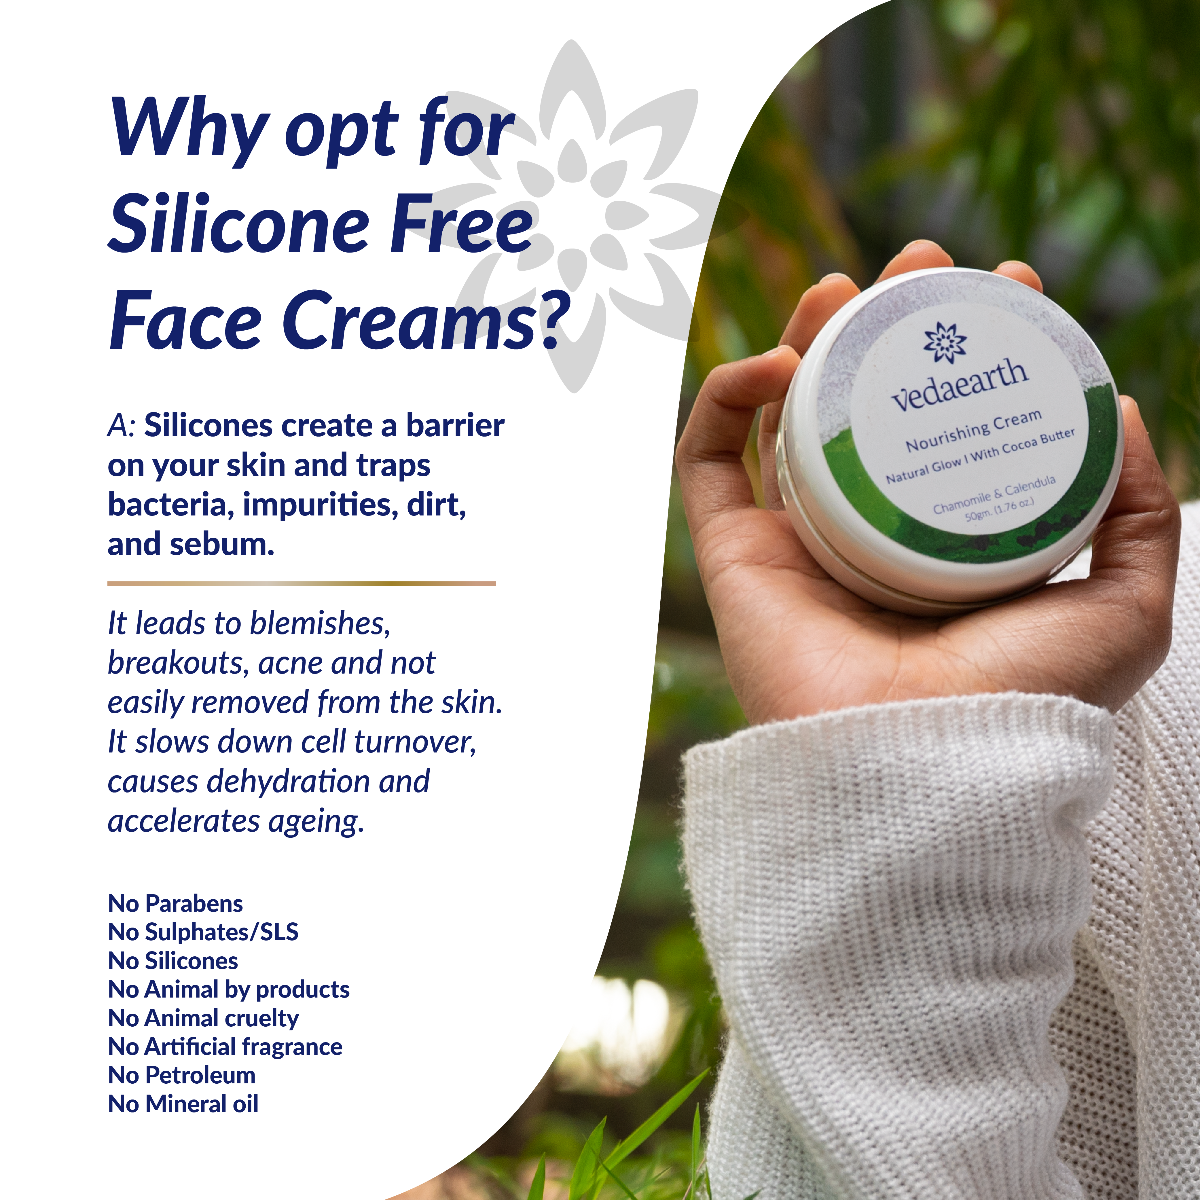 Why opt for
Silicone Free
Face Creams?
A: Silicones create a barrier
on your skin and traps
bacteria, impurities, dirt,
and sebum.
It leads to blemishes,
breakouts, acne and not
easily removed from the skin.
It slows down cell turnover,
causes dehydration and
accelerates ageing.
No Parabens
No Sulphates/SLS
No Silicones
No Animal by products
No Animal cruelty
No Artificial fragrance
No Petroleum
No Mineral oil
vedaearth
Nourishing Cream
Natural Glow | With Cocoa Butter
Chamomile & Calendula
50gm. (1.76 oz.)